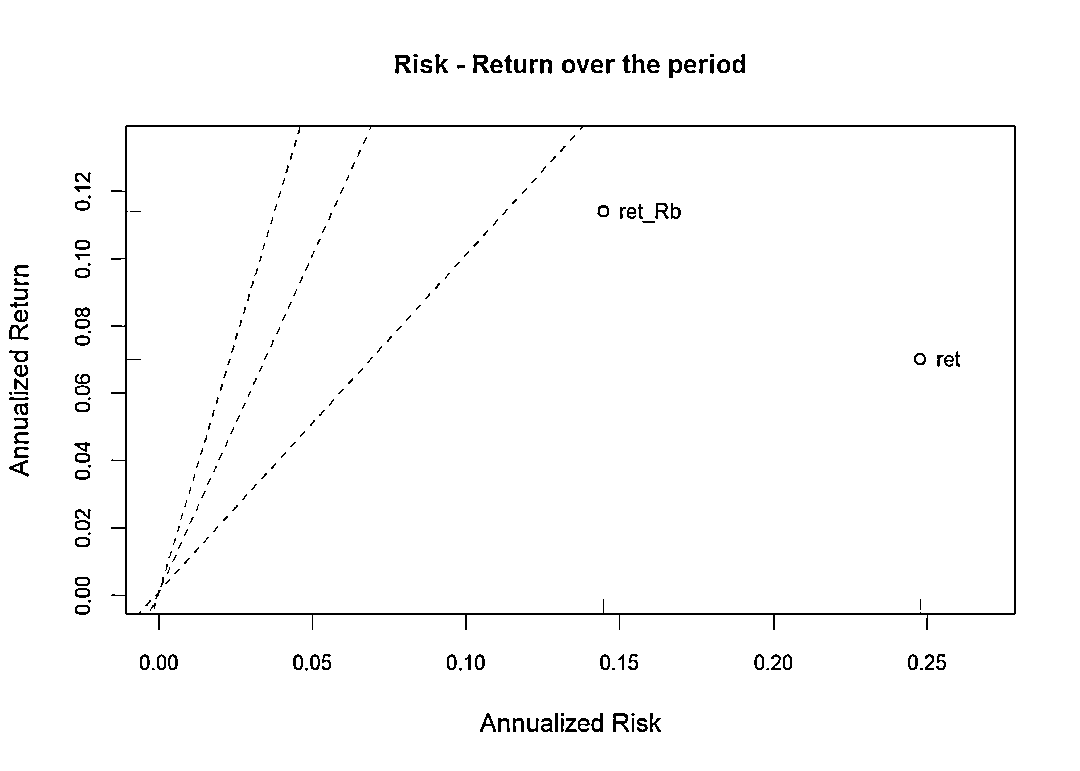 Risk - Return over the period
Annualized Return
0.12
0.10
0.08
0.06
0.04
0.02
0.00
ret_Rb
ret
0.00 0.05 0.10 0.15 0.20 0.25
Annualized Risk